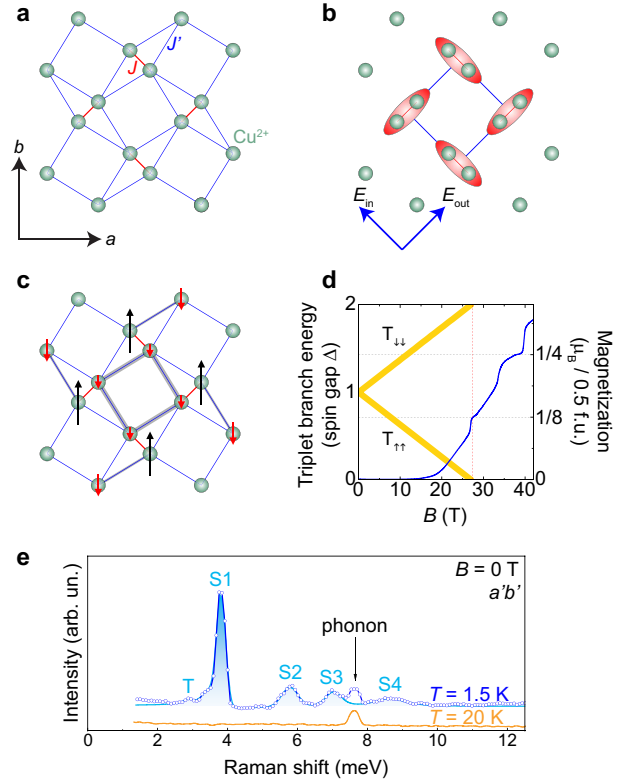 a
J
J'
Cu2+
b
a
b
Ein
Eout
c
d
Triplet branch energy
(spin gap Δ)
2
1
0
T↓↓
T↑↑
1/4
1/8
0
Magnetization
(μB / 0.5 f.u.)
0 10 20 30 40
B (T)
e
Intensity (arb. un.)
S1
B = 0 T
a'b'
phonon
T
S2
S3
S4
T = 1.5 K
T = 20 K
0 2 4 6 8 10 12
Raman shift (meV)